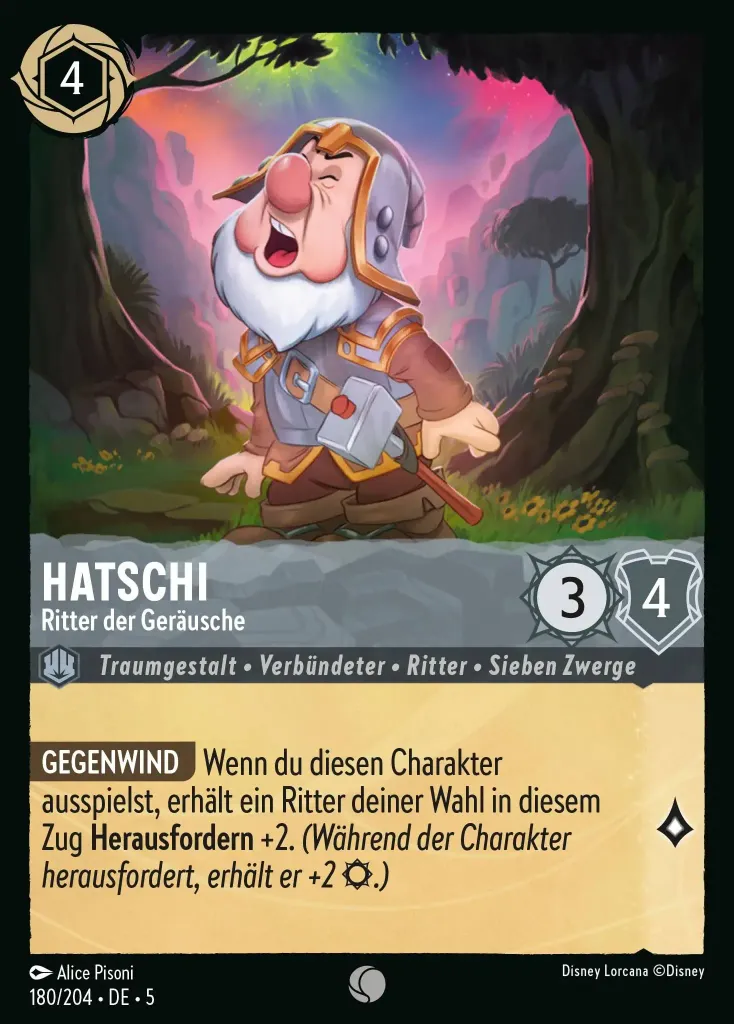 4
HATSCHI
Ritter der Geräusche
3
4
Traumgestalt • Verbündeter • Ritter • Sieben Zwerge
GEGENWIND Wenn du diesen Charakter
ausspielst, erhält ein Ritter deiner Wahl in diesem
Zug Herausfordern +2. (Während der Charakter
herausfordert, erhält er +2 .)
Alice Pisoni
Disney Lorcana ©Disney
180/204 • DE • 5